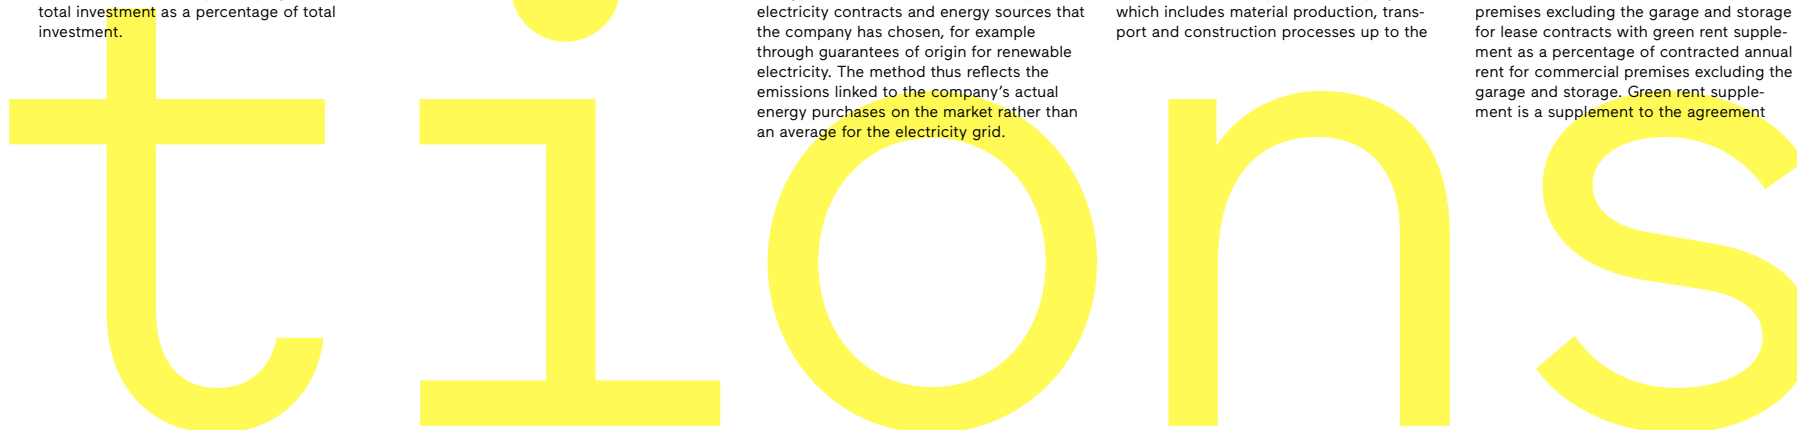 total investment as a percentage of total
investment.
electricity contracts and energy sources that
the company has chosen, for example
through guarantees of origin for renewable
electricity. The method thus reflects the
emissions linked to the company's actual
energy purchases on the market rather than
an average for the electricity grid.
which includes material production, trans-
port and construction processes up to the
premises excluding the garage and storage
for lease contracts with green rent supple-
ment as a percentage of contracted annual
rent for commercial premises excluding the
garage and storage. Green rent supple-
ment is a supplement to the agreement
tions